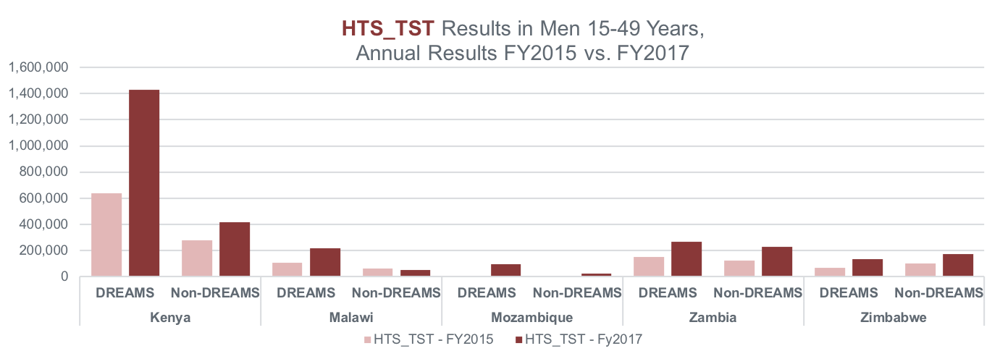 HTS_TST Results in Men 15-49 Years,
Annual Results FY2015 vs. FY2017
1,600,000
1,400,000
1,200,000
1,000,000
800,000
600,000
400,000
200,000
0
DREAMS Non-DREAMS DREAMS Non-DREAMS DREAMS Non-DREAMS DREAMS Non-DREAMS DREAMS Non-DREAMS
Kenya Malawi Mozambique Zambia Zimbabwe
HTS_TST - FY2015 HTS_TST - Fy2017